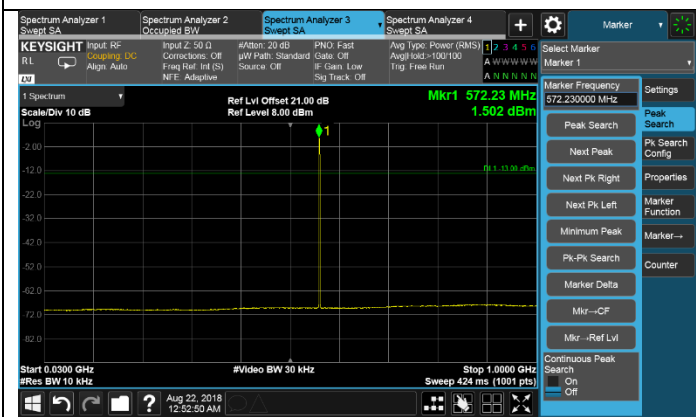 Spectrum Analyzer 1
Swept SA
Spectrum Analyzer 2
Occupied BW
Spectrum Analyzer 3
Swept SA
Spectrum Analyzer 4
Swept SA
+
Marker
KEYSIGHT
RL
LXI
Input: RF
Coupling: DC
Align: Auto
Input Z: 50 Ω
Corrections: Off
Freq Ref: Int (S)
NFE: Adaptive
#Atten: 20 dB
µW Path: Standard
Source: Off
PNO: Fast
Gate: Off
IF Gain: Low
Sig Track: Off
Avg Type: Power (RMS)
Avg|Hold:>100/100
Trig: Free Run
1 2 3 4 5 6
A W W W W W
A N N N N N
Select Marker
Marker 1
1 Spectrum
Scale/Div 10 dB
Log
Ref Lvl Offset 21.00 dB
Ref Level 8.00 dBm
Mkr1 572.23 MHz
1.502 dBm
1
DL1 -13.00 dBm
-2.00
-12.0
-22.0
-32.0
-42.0
-52.0
-62.0
-72.0
-82.0
Start 0.0300 GHz
#Res BW 10 kHz
#Video BW 30 kHz
Stop 1.0000 GHz
Sweep 424 ms (1001 pts)
Marker Frequency
572.230000 MHz
Peak Search
Next Peak
Next Pk Right
Next Pk Left
Minimum Peak
Pk-Pk Search
Marker Delta
Mkr→CF
Mkr→Ref Lvl
Continuous Peak
Search
On
Off
Settings
Peak
Search
Pk Search
Config
Properties
Marker
Function
Marker→
Counter
?
Aug 22, 2018
12:52:50 AM